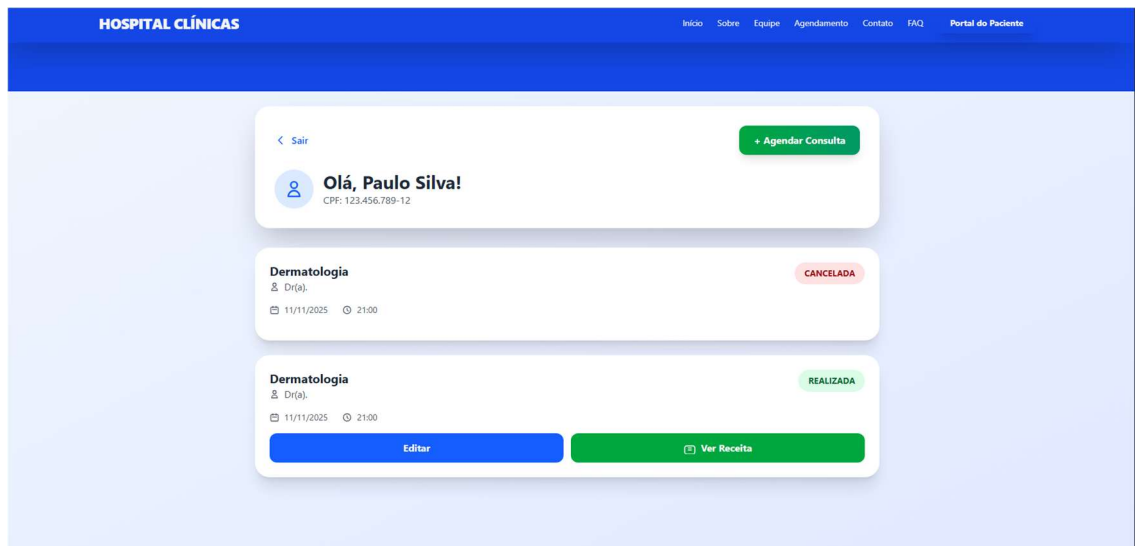 HOSPITAL CLÍNICAS
Início Sobre Equipe Agendamento Contato FAQ Portal do Paciente
Sair
+ Agendar Consulta
Olá, Paulo Silva!
CPF: 123.456.789-12
Dermatologia
CANCELADA
Dr(a).
11/11/2025 21:00
Dermatologia
REALIZADA
Dr(a).
11/11/2025 21:00
Editar
Ver Receita